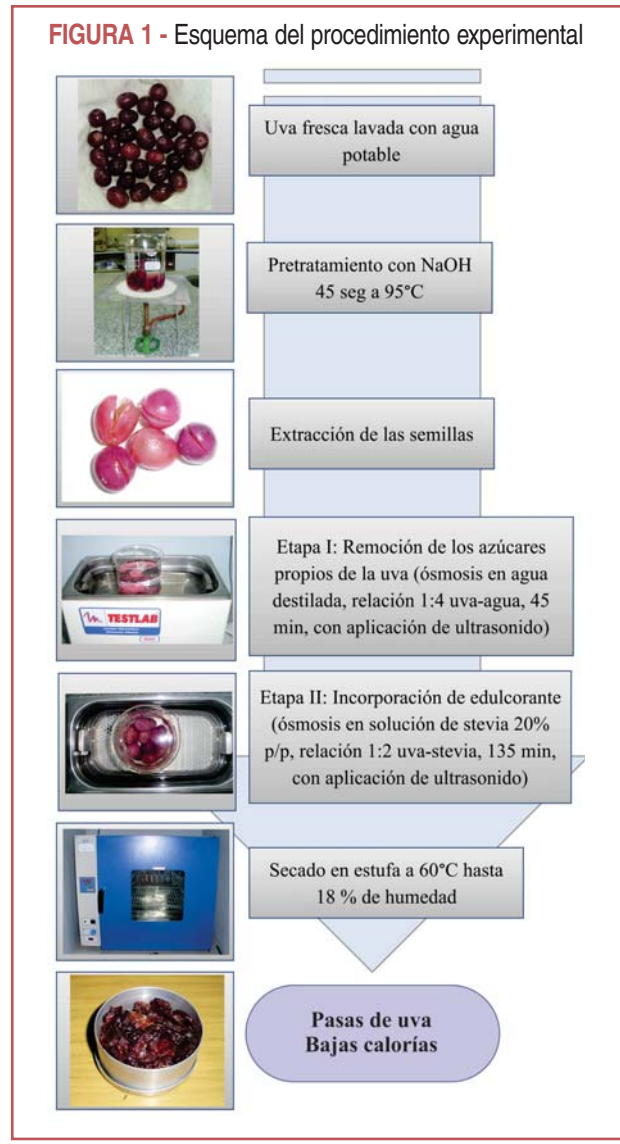 FIGURA 1 - Esquema del procedimiento experimental
Uva fresca lavada con agua
potable
Pretratamiento con NaOH
45 seg a 95°C
Extracción de las semillas
TESTLAB
Etapa I: Remoción de los azúcares
propios de la uva (ósmosis en agua
destilada, relación 1:4 uva-agua, 45
min, con aplicación de ultrasonido)
Etapa II: Incorporación de edulcorante
(ósmosis en solución de stevia 20%
p/p, relación 1:2 uva-stevia, 135 min,
con aplicación de ultrasonido)
Secado en estufa a 60°C hasta
18 % de humedad
Pasas de uva
Bajas calorías